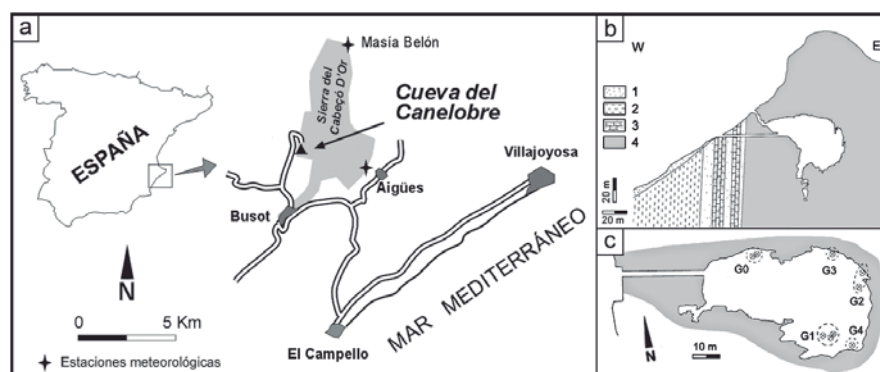 a
Masía Belón
Sierra del
Cabeçó D'Or
Cueva del
Canelobre
ESPAÑA
Villajoyosa
Aigües
Busot
MAR MEDITERRÁNEO
N
0 5 Km
El Campello
Estaciones meteorológicas
b
W
E
1
2
3
4
20 m
20 m
c
G0
G3
G2
G1
G4
N
10 m